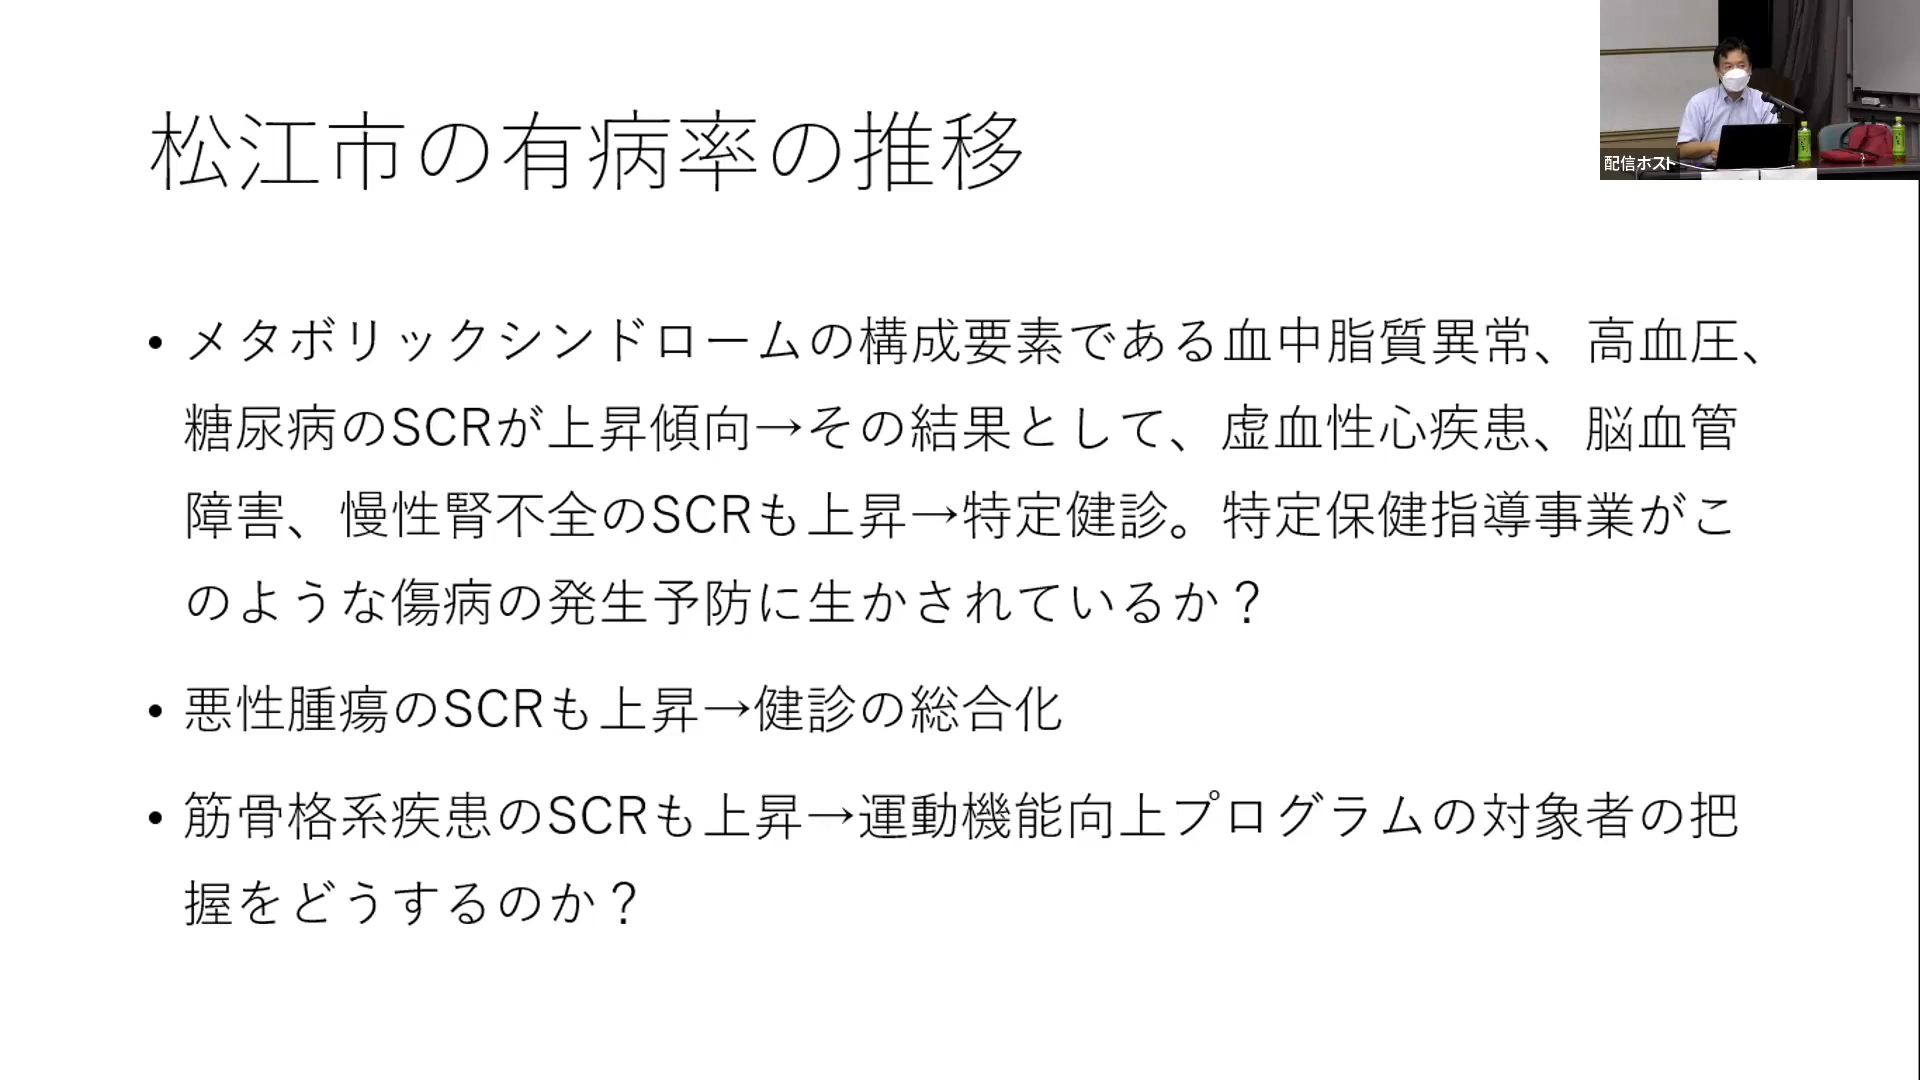 松江市の有病率の推移
• メタボリックシンドロームの構成要素である血中脂質異常、高血圧、
糖尿病のSCRが上昇傾向→その結果として、虚血性心疾患、脳血管
障害、慢性腎不全のSCRも上昇→特定健診。特定保健指導事業がこ
のような傷病の発生予防に生かされているか？
• 悪性腫瘍のSCRも上昇→健診の総合化
• 筋骨格系疾患のSCRも上昇→運動機能向上プログラムの対象者の把
握をどうするのか？
配信ホスト